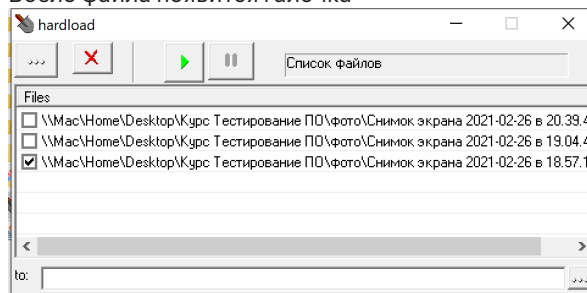 hardload
...
Список файлов
Files
\\Mac\Home\Desktop\Курс Тестирование ПО\фото\Снимок экрана 2021-02-26 в 20.39.4
\\Mac\Home\Desktop\Курс Тестирование ПО\фото\Снимок экрана 2021-02-26 в 19.04.4
\\Mac\Home\Desktop\Курс Тестирование ПО\фото\Снимок экрана 2021-02-26 в 18.57.1
to:
...